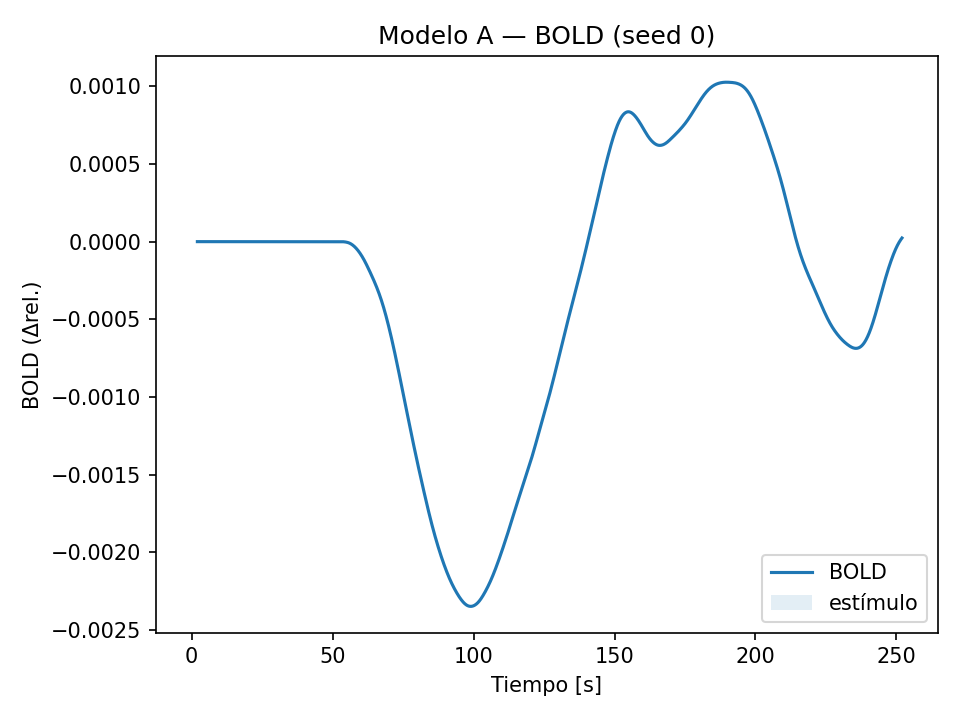 Modelo A — BOLD (seed 0)
0.0010
0.0005
0.0000
−0.0005
−0.0010
−0.0015
−0.0020
−0.0025
BOLD (Δrel.)
0 50 100 150 200 250
Tiempo [s]
BOLD
estímulo